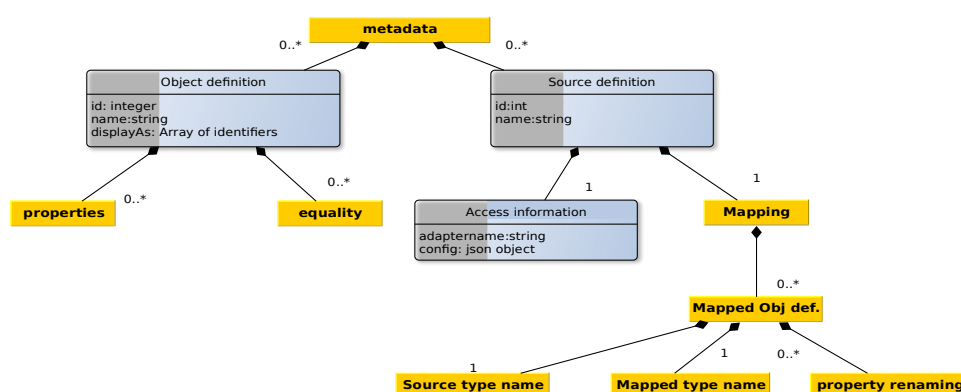 metadata
0..*
0..*
Object definition
id: integer
name:string
displayAs: Array of identifiers
Source definition
id:int
name:string
0..*
0..*
1
1
properties
equality
Access information
adaptername:string
config: json object
Mapping
0..*
Mapped Obj def.
1
1
0..*
Source type name
Mapped type name
property renaming